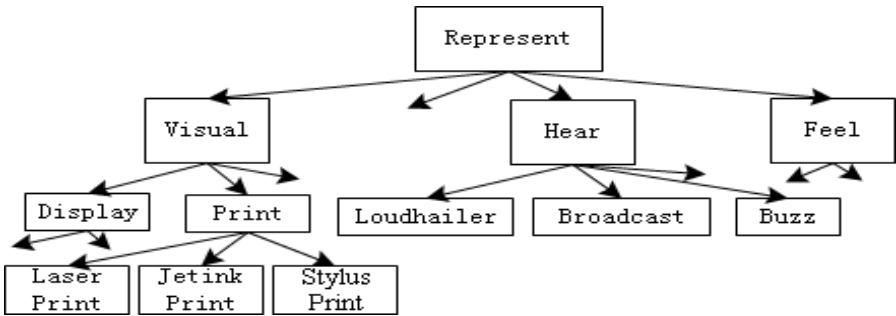 Represent
Visual
Hear
Feel
Display
Print
Loudhailer
Broadcast
Buzz
Laser
Print
Jetink
Print
Stylus
Print